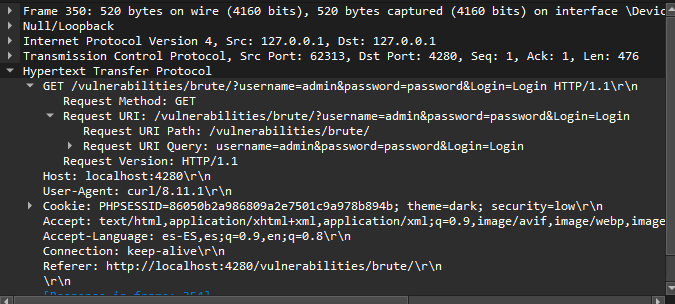 Frame 350: 520 bytes on wire (4160 bits), 520 bytes captured (4160 bits) on interface \Devic
Null/Loopback
Internet Protocol Version 4, Src: 127.0.0.1, Dst: 127.0.0.1
Transmission Control Protocol, Src Port: 62313, Dst Port: 4280, Seq: 1, Ack: 1, Len: 476
Hypertext Transfer Protocol
GET /vulnerabilities/brute/?username=admin&password=password&Login=Login HTTP/1.1\r\n
Request Method: GET
Request URI: /vulnerabilities/brute/?username=admin&password=password&Login=Login
Request URI Path: /vulnerabilities/brute/
Request URI Query: username=admin&password=password&Login=Login
Request Version: HTTP/1.1
Host: localhost:4280\r\n
User-Agent: curl/8.11.1\r\n
Cookie: PHPSESSID=86050b2a986809a2e7501c9a978b894b; theme=dark; security=low\r\n
Accept: text/html,application/xhtml+xml,application/xml;q=0.9,image/avif,image/webp,image
Accept-Language: es-ES,es;q=0.9,en;q=0.8\r\n
Connection: keep-alive\r\n
Referer: http://localhost:4280/vulnerabilities/brute/\r\n
\r\n
[Response in frame: 354]